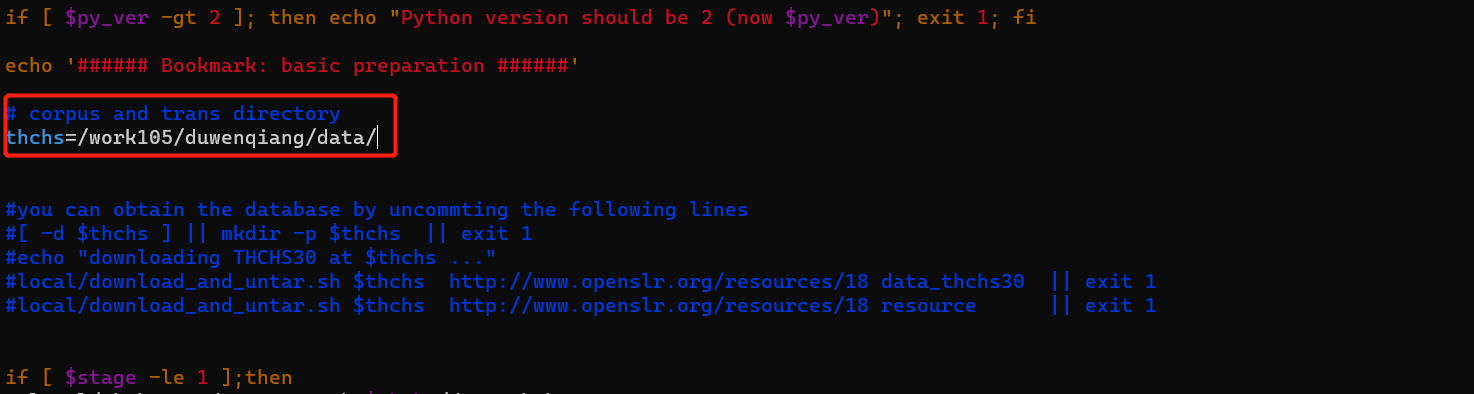 if [ $py_ver -gt 2 ]; then echo "Python version should be 2 (now $py_ver)"; exit 1; fi
echo '###### Bookmark: basic preparation ######'
# corpus and trans directory
thchs=/work105/duwenqiang/data/
#you can obtain the database by uncommting the following lines
#[ -d $thchs ] || mkdir -p $thchs  || exit 1
#echo "downloading THCHS30 at $thchs ..."
#local/download_and_untar.sh $thchs  http://www.openslr.org/resources/18 data_thchs30  || exit 1
#local/download_and_untar.sh $thchs  http://www.openslr.org/resources/18 resource      || exit 1
if [ $stage -le 1 ];then